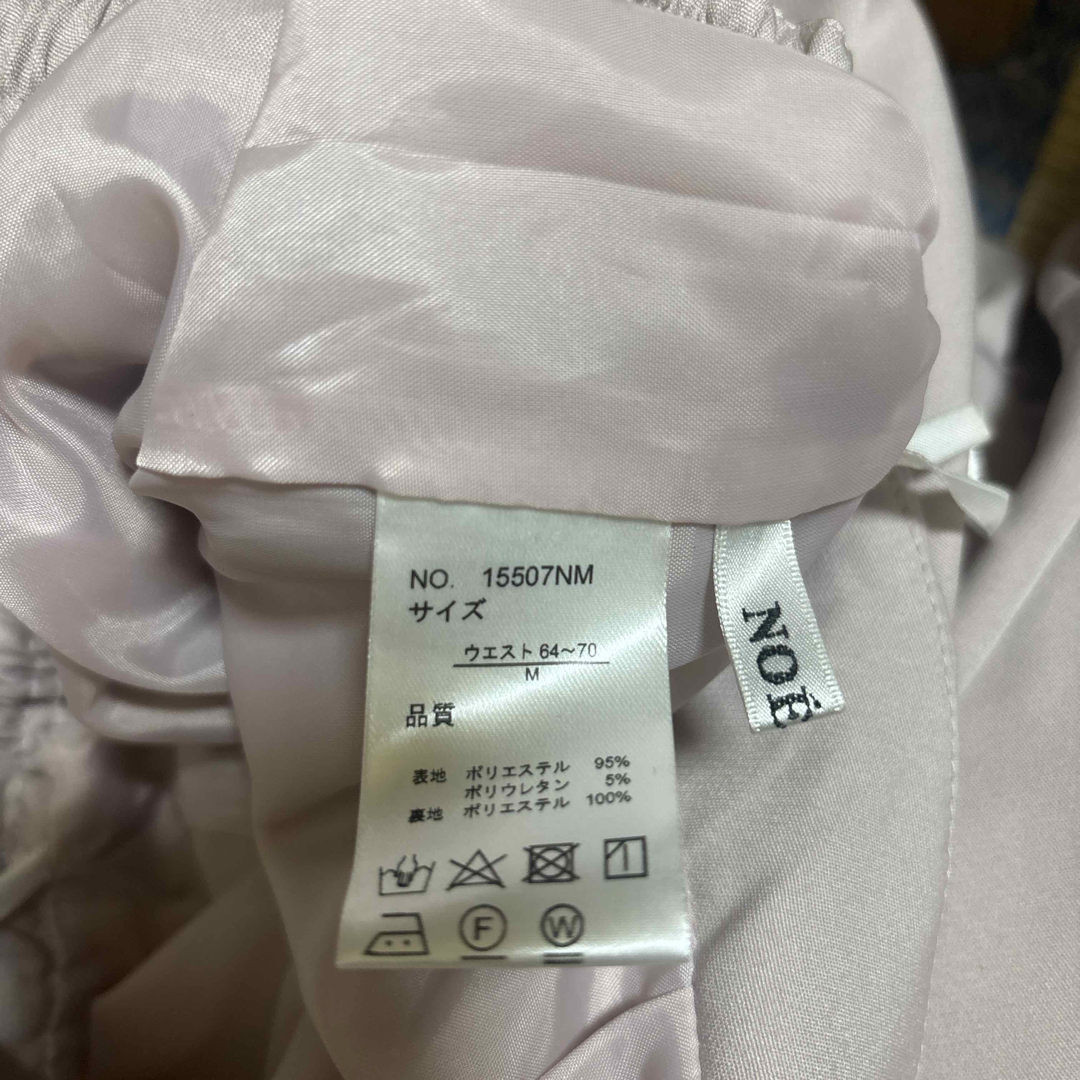 NO. 15507NM
サイズ
ウエスト 64〜70
M
品質
表地 ポリエステル 95%
ポリウレタン 5%
裏地 ポリエステル 100%
F W
NOÉ